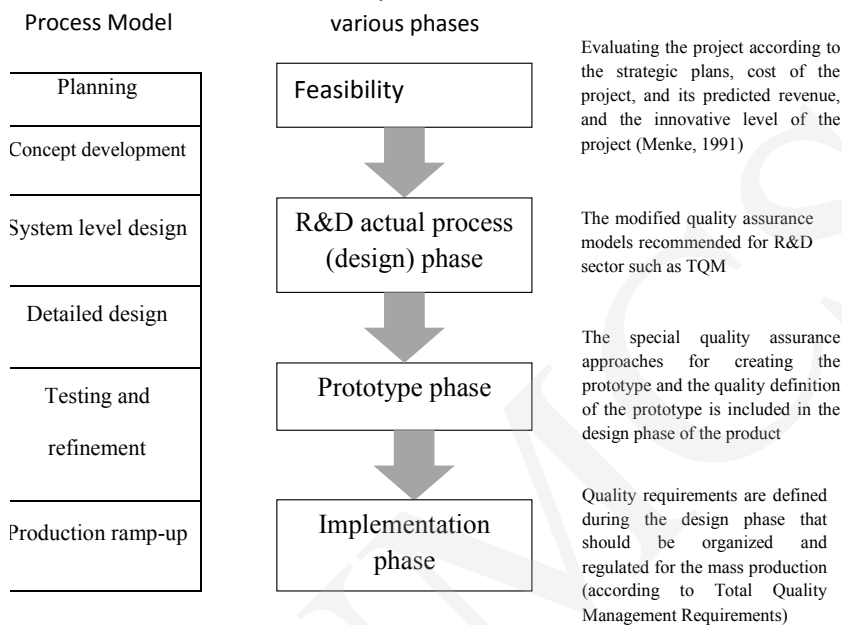 Process Model
various phases
Planning
Concept development
System level design
Detailed design
Testing and
refinement
Production ramp-up
Feasibility
R&D actual process
(design) phase
Prototype phase
Implementation
phase
Evaluating the project according to
the strategic plans, cost of the
project, and its predicted revenue,
and the innovative level of the
project (Menke, 1991)
The modified quality assurance
models recommended for R&D
sector such as TQM
The special quality assurance
approaches for creating the
prototype and the quality definition
of the prototype is included in the
design phase of the product
Quality requirements are defined
during the design phase that
should be organized and
regulated for the mass production
(according to Total Quality
Management Requirements)